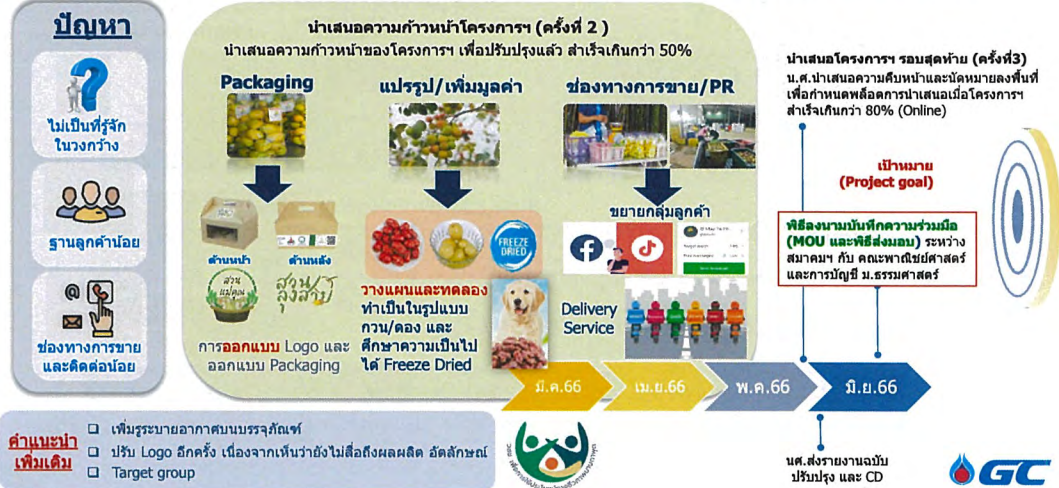 ปัญหา
ไม่เป็นที่รู้จัก
ในวงกว้าง
ฐานลูกค้าน้อย
ช่องทางการขาย
และติดต่อน้อย
นำเสนอความก้าวหน้าโครงการฯ (ครั้งที่ 2 )
นำเสนอความก้าวหน้าของโครงการฯ เพื่อปรับปรุงแล้ว สำเร็จเกินกว่า 50%
Packaging
ด้านหน้า
ด้านหลัง
สวน
แม่คูณ
สวน
ลุงสาย
การออกแบบ Logo และ
ออกแบบ Packaging
แปรรูป/เพิ่มมูลค่า
FREEZE
DRIED
วางแผนและทดลอง
ทำเป็นในรูปแบบ
กวน/ดอง และ
ศึกษาความเป็นไป
ได้ Freeze Dried
ช่องทางการขาย/PR
ขยายกลุ่มลูกค้า
Delivery
Service
นำเสนอโครงการฯ รอบสุดท้าย (ครั้งที่3)
น.ศ.นำเสนอความคืบหน้าและนัดหมายลงพื้นที่
เพื่อกำหนดพล็อตการนำเสนอเมื่อโครงการฯ
สำเร็จเกินกว่า 80% (Online)
เป้าหมาย
(Project goal)
พิธีลงนามบันทึกความร่วมมือ
(MOU และพิธีส่งมอบ) ระหว่าง
สมาคมฯ กับ คณะพาณิชย์ศาสตร์
และการบัญชี ม.ธรรมศาสตร์
มี.ค.66
เม.ย.66
พ.ค.66
มิ.ย.66
นศ.ส่งรายงานฉบับ
ปรับปรุง และ CD
คำแนะนำ
เพิ่มเติม
เพิ่มรูระบายอากาศบนบรรจุภัณฑ์
ปรับ Logo อีกครั้ง เนื่องจากเห็นว่ายังไม่สื่อถึงผลผลิต อัตลักษณ์
Target group
GC